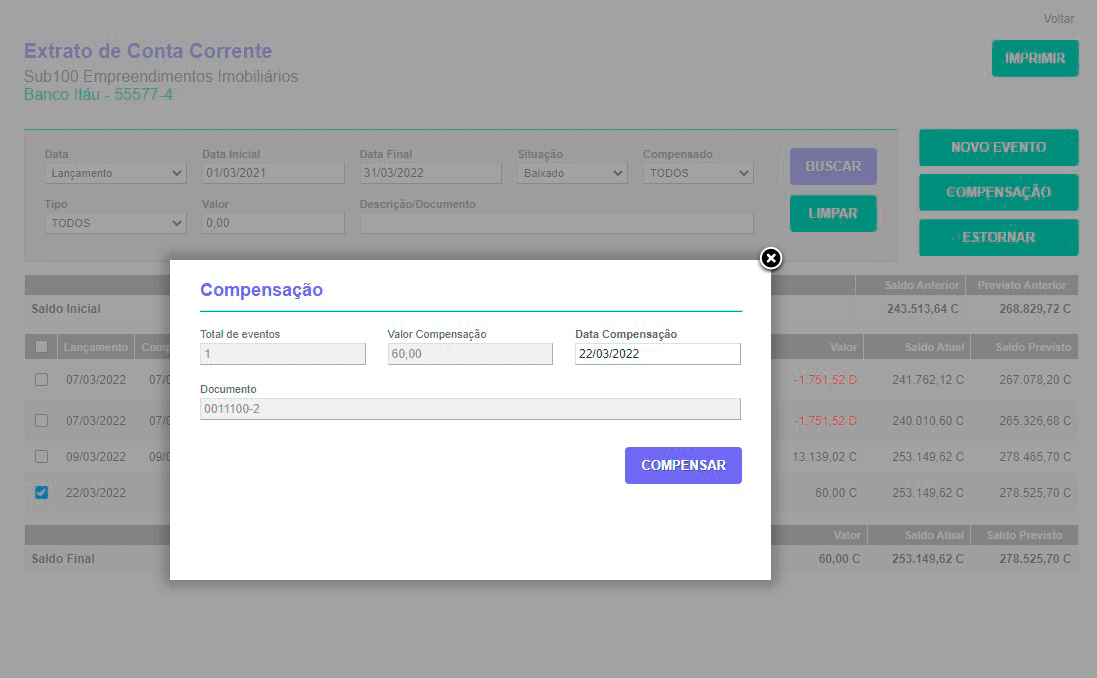 Voltar
Extrato de Conta Corrente
IMPRIMIR
Sub100 Empreendimentos Imobiliários
Banco Itáu - 55577-4
Data Data Inicial Data Final Situação Compensado
Lançamento 01/03/2021 31/03/2022 Baixado TODOS
BUSCAR
NOVO EVENTO
Tipo Valor Descrição/Documento
TODOS 0,00
LIMPAR
COMPENSAÇÃO
ESTORNAR
Compensação
Saldo Anterior Previsto Anterior
Saldo Inicial 243.513,64 C 268.829,72 C
Total de eventos Valor Compensação Data Compensação
1 60,00 22/03/2022
Documento
0011100-2
COMPENSAR
Lançamento Valor Saldo Atual Saldo Previsto
07/03/2022 -1.751,52 D 241.762,12 C 267.078,20 C
07/03/2022 -1.751,52 D 240.010,60 C 265.326,68 C
09/03/2022 13.139,02 C 253.149,62 C 278.465,70 C
22/03/2022 60,00 C 253.149,62 C 278.525,70 C
Valor Saldo Atual Saldo Previsto
Saldo Final 60,00 C 253.149,62 C 278.525,70 C